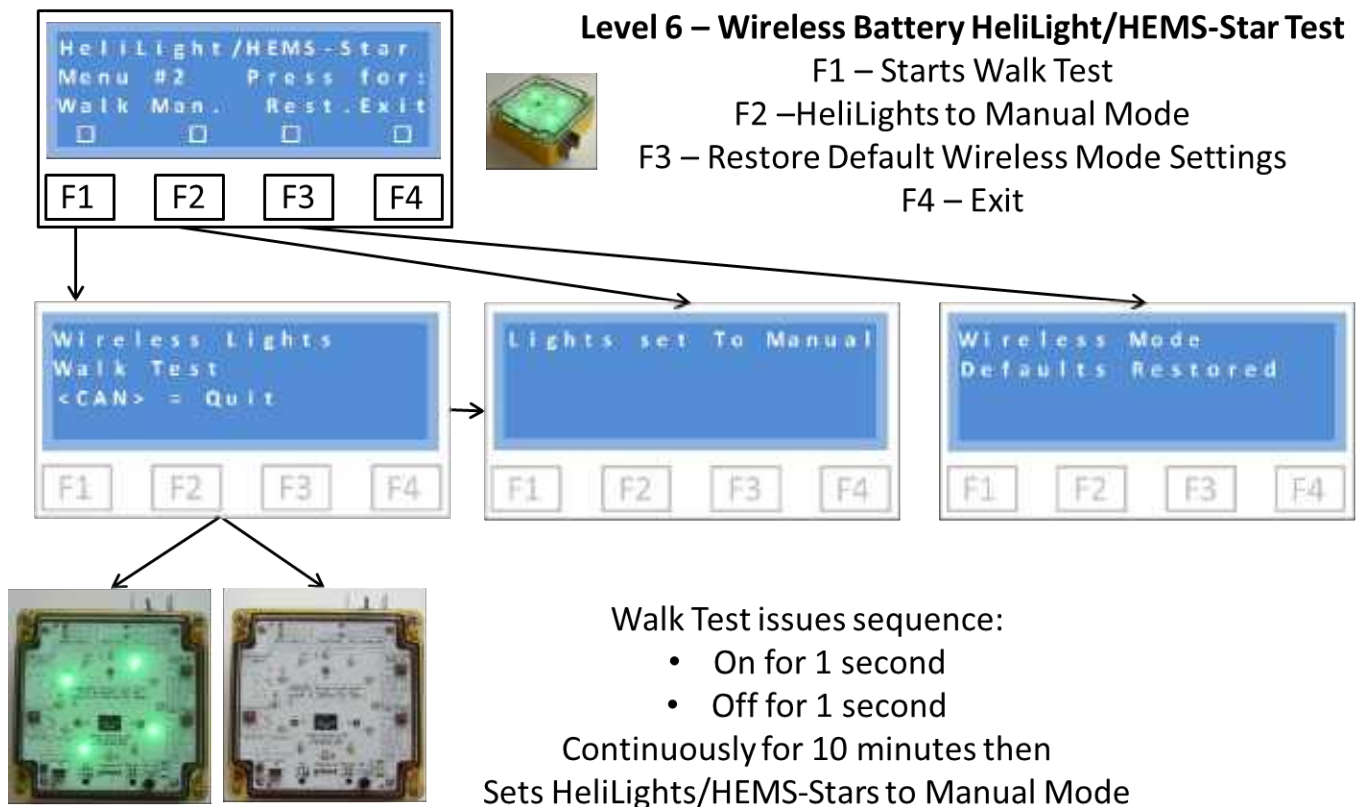 HeliLight/HEMS-Star
Menu #2 Press for:
Walk Man. Rest.Exit
F1 F2 F3 F4
Level 6 – Wireless Battery HeliLight/HEMS-Star Test
F1 – Starts Walk Test
F2 –HeliLights to Manual Mode
F3 – Restore Default Wireless Mode Settings
F4 – Exit
Wireless Lights
Walk Test
<CAN> = Quit
F1 F2 F3 F4
Lights set To Manual
F1 F2 F3 F4
Wireless Mode
Defaults Restored
F1 F2 F3 F4
Walk Test issues sequence:
• On for 1 second
• Off for 1 second
Continuously for 10 minutes then
Sets HeliLights/HEMS-Stars to Manual Mode